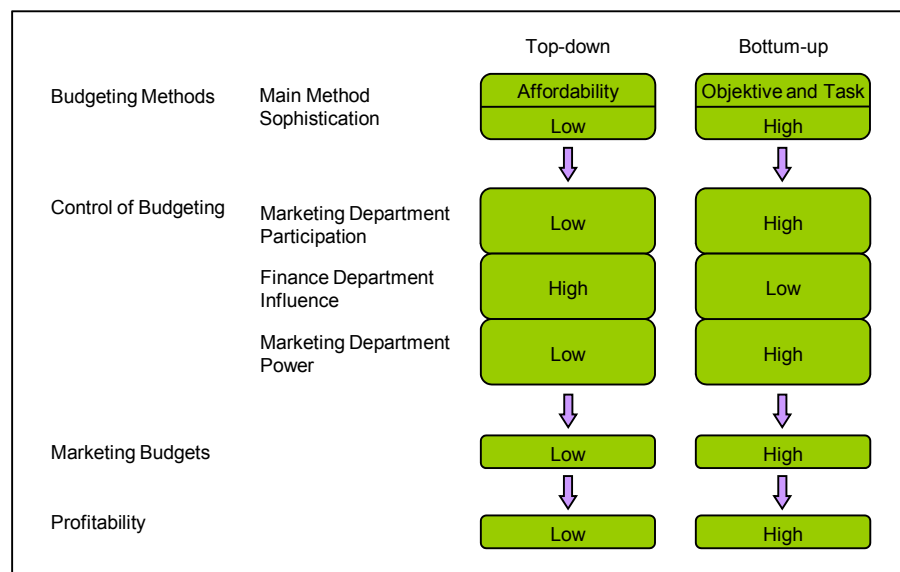 Top-down Bottum-up
Budgeting Methods Main Method Affordability Objektive and Task
Sophistication Low High
Control of Budgeting Marketing Department Low High
Participation
Finance Department High Low
Influence
Marketing Department Low High
Power
Marketing Budgets Low High
Profitability Low High